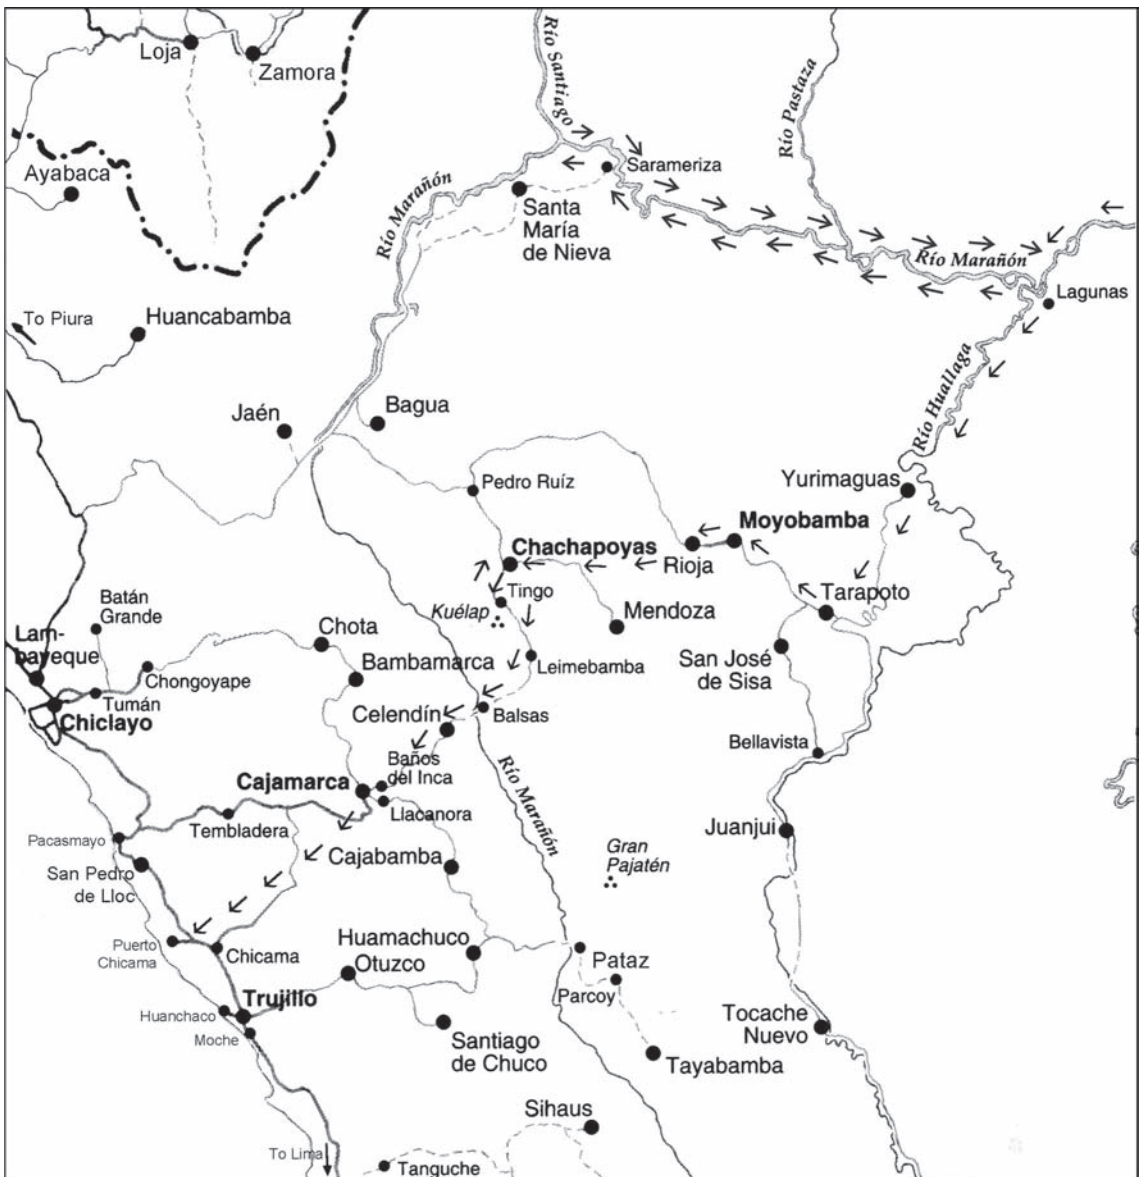 Loja
Zamora
Río Santiago
Río Pastaza
Ayabaca
Sarameriza
Río Marañón
Santa
María
de Nieva
Río Marañón
Lagunas
To Piura
Huancabamba
Río Huallaga
Jaén
Bagua
Pedro Ruíz
Yurimaguas
Moyobamba
Chachapoyas
Rioja
Tingo
Kuélap
Mendoza
Tarapoto
Batán
Grande
Lam-
bayeque
Chota
Bambamarca
Leimebamba
San José
de Sisa
Chongoyape
Tumán
Chiclayo
Celendín
Balsas
Bellavista
Baños
del Inca
Cajamarca
Llacanora
Río Marañón
Tembladera
Pacasmayo
Cajabamba
Juanjui
Gran
Pajatén
San Pedro
de Lloc
Puerto
Chicama
Chicama
Huamachuco
Otuzco
Pataz
Parcoy
Trujillo
Huanchaco
Moche
Santiago
de Chuco
Tocache
Nuevo
Tayabamba
Sihaus
To Lima
Tanguche